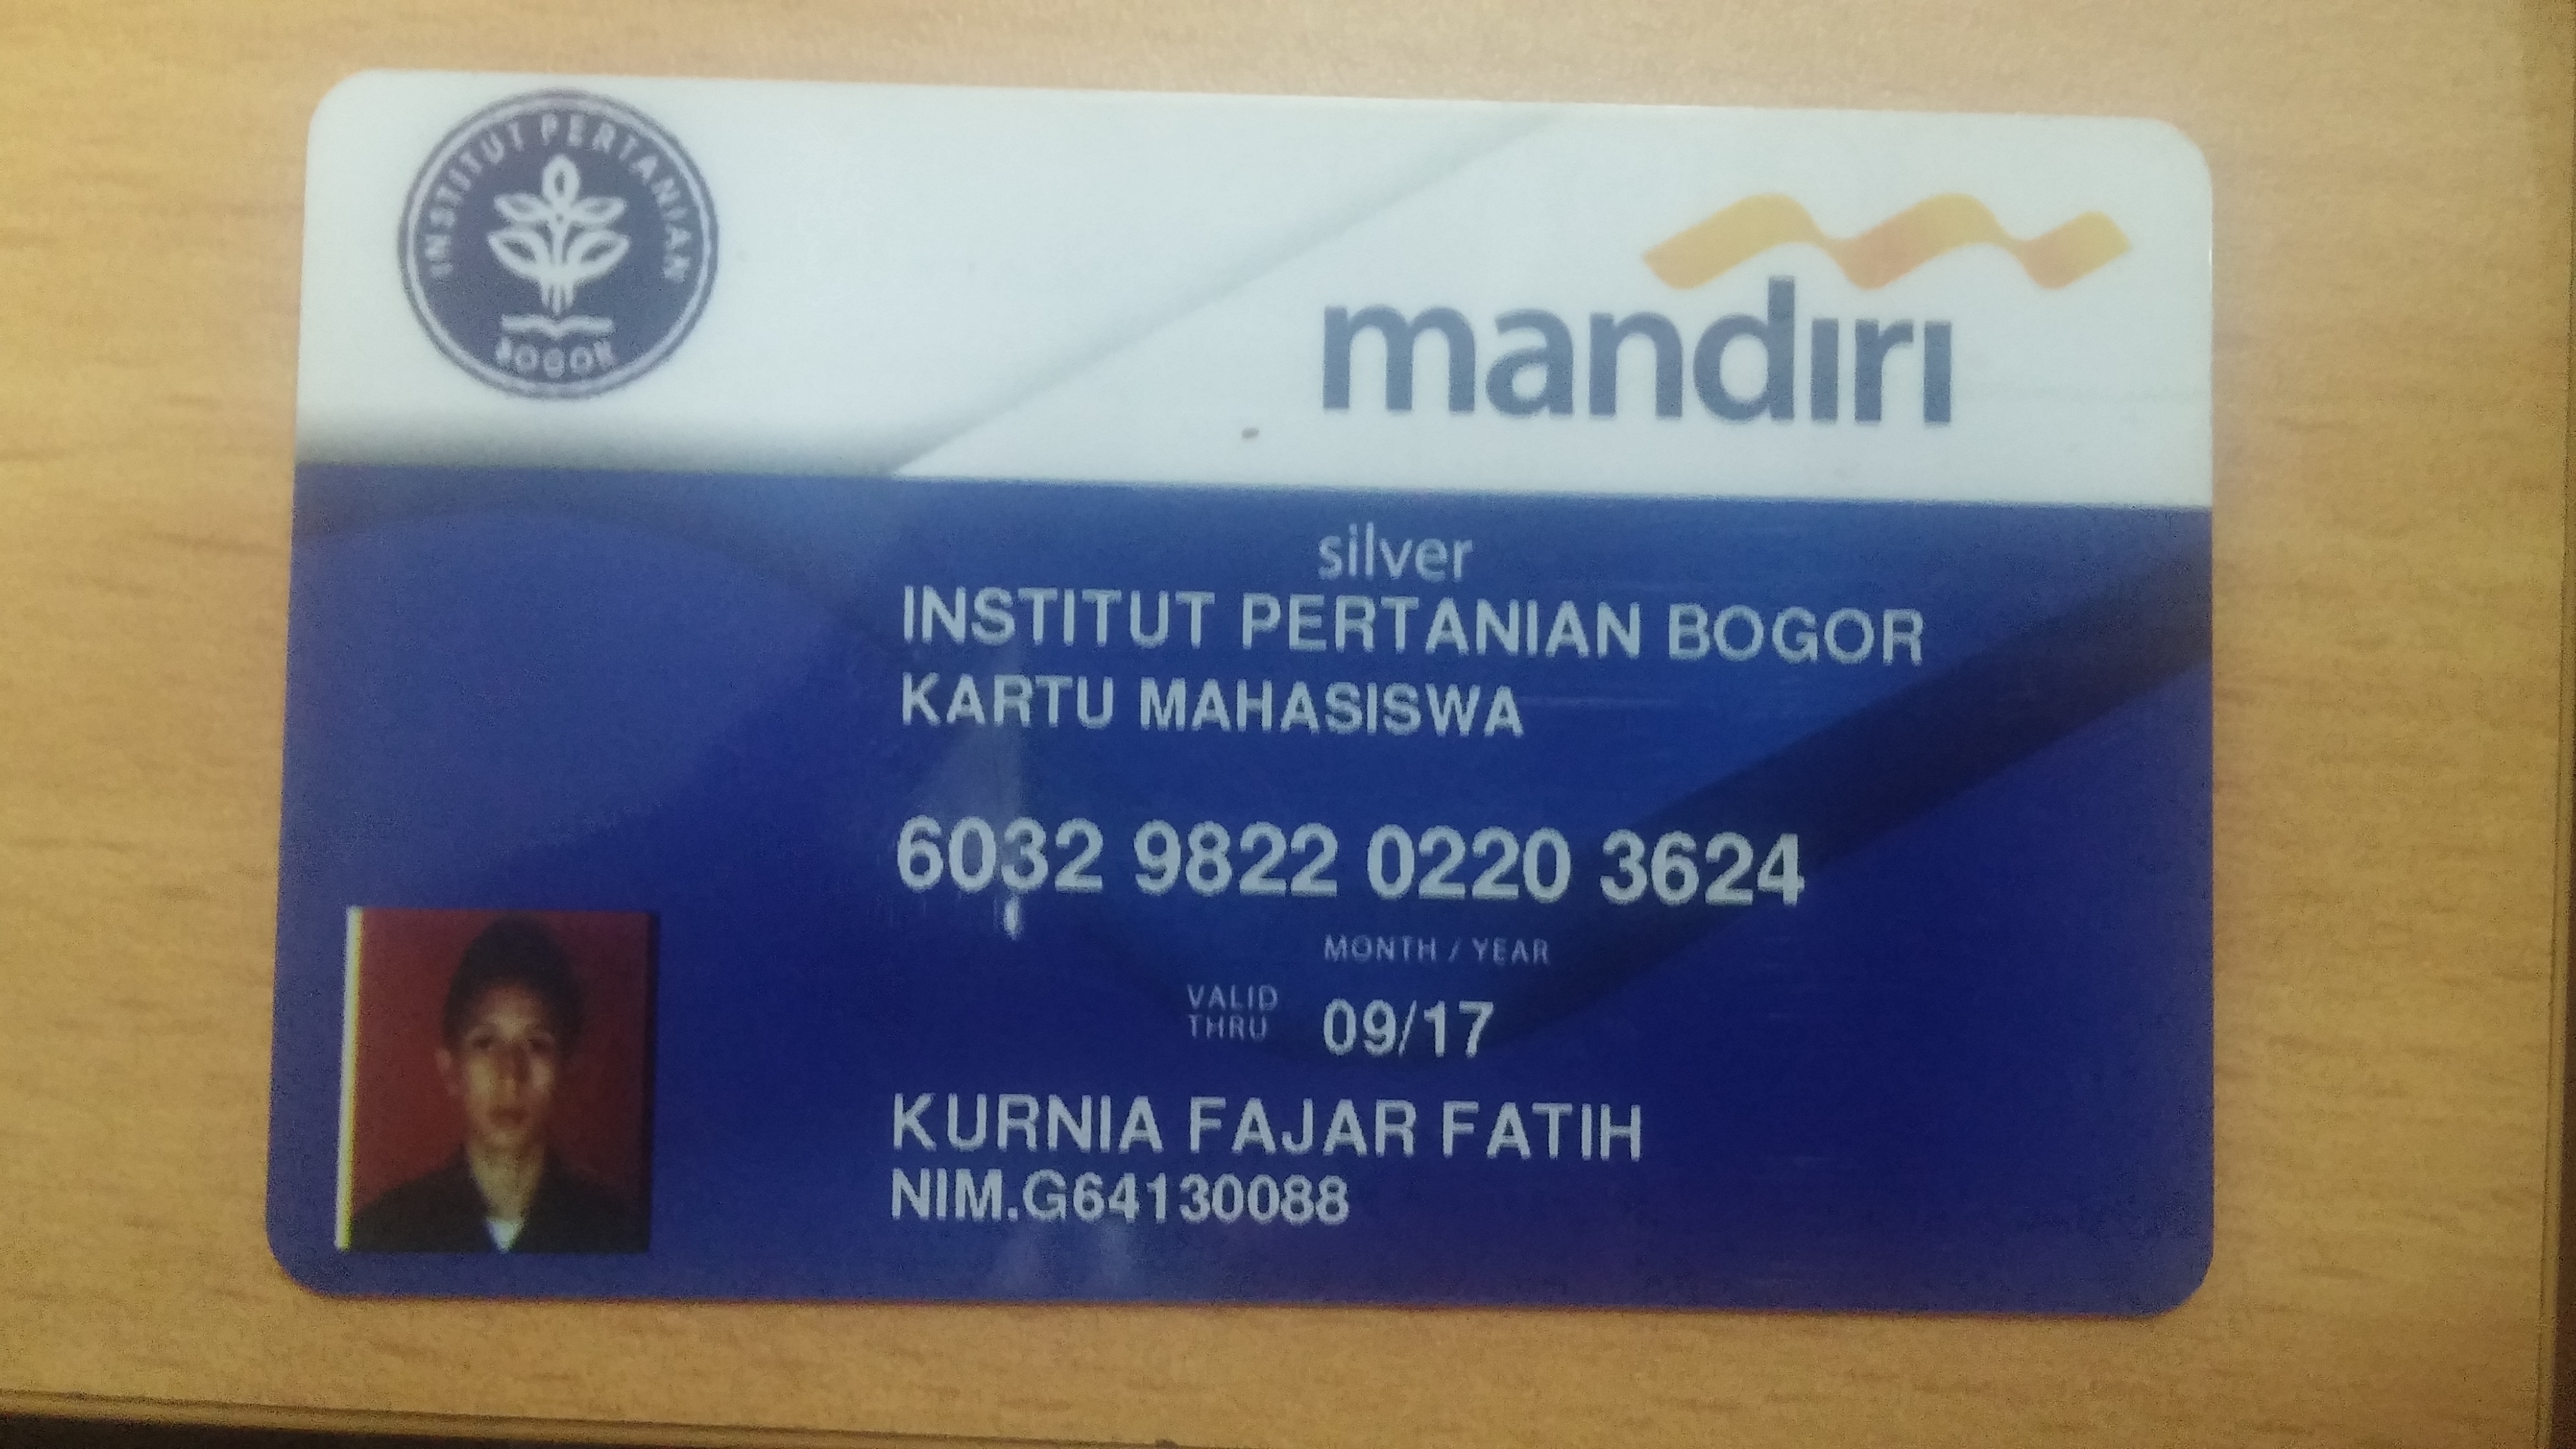 INSTITUT PERTANIAN
BOGOR
mandiri
silver
INSTITUT PERTANIAN BOGOR
KARTU MAHASISWA
6032 9822 0220 3624
MONTH / YEAR
VALID
THRU 09/17
KURNIA FAJAR FATIH
NIM.G64130088